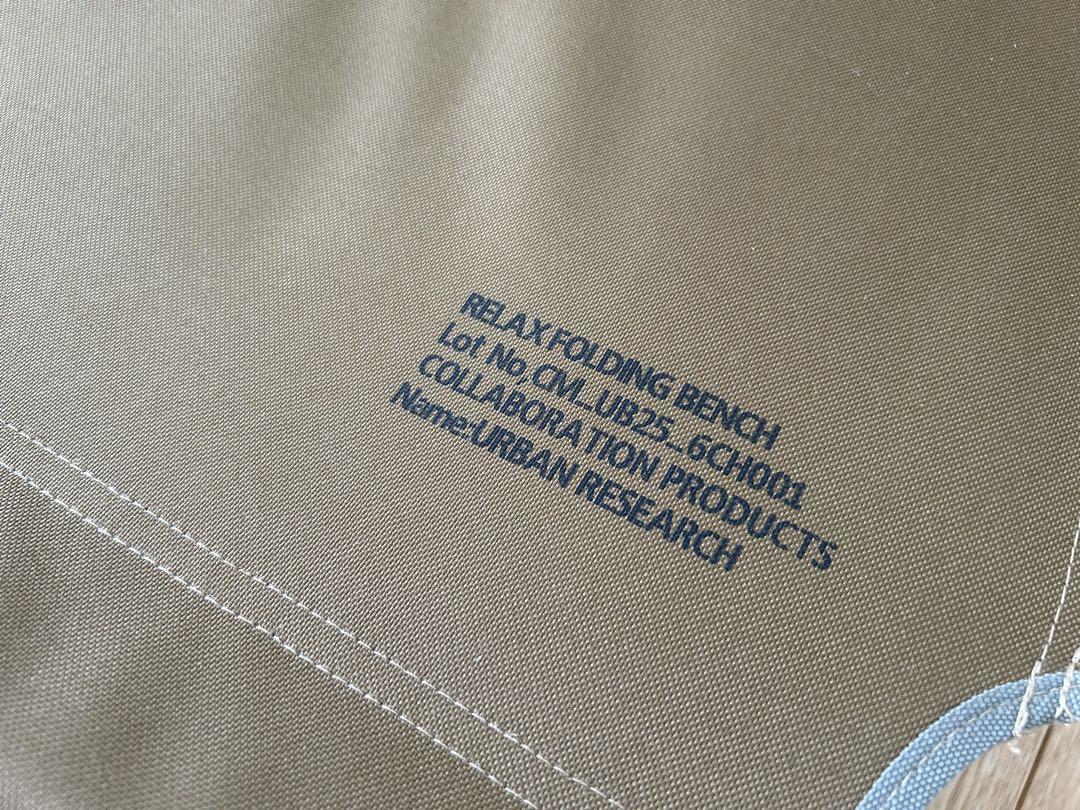 RELAX FOLDING BENCH
Lot No,CM_UB25_6CH001
COLLABORATION PRODUCTS
Name:URBAN RESEARCH